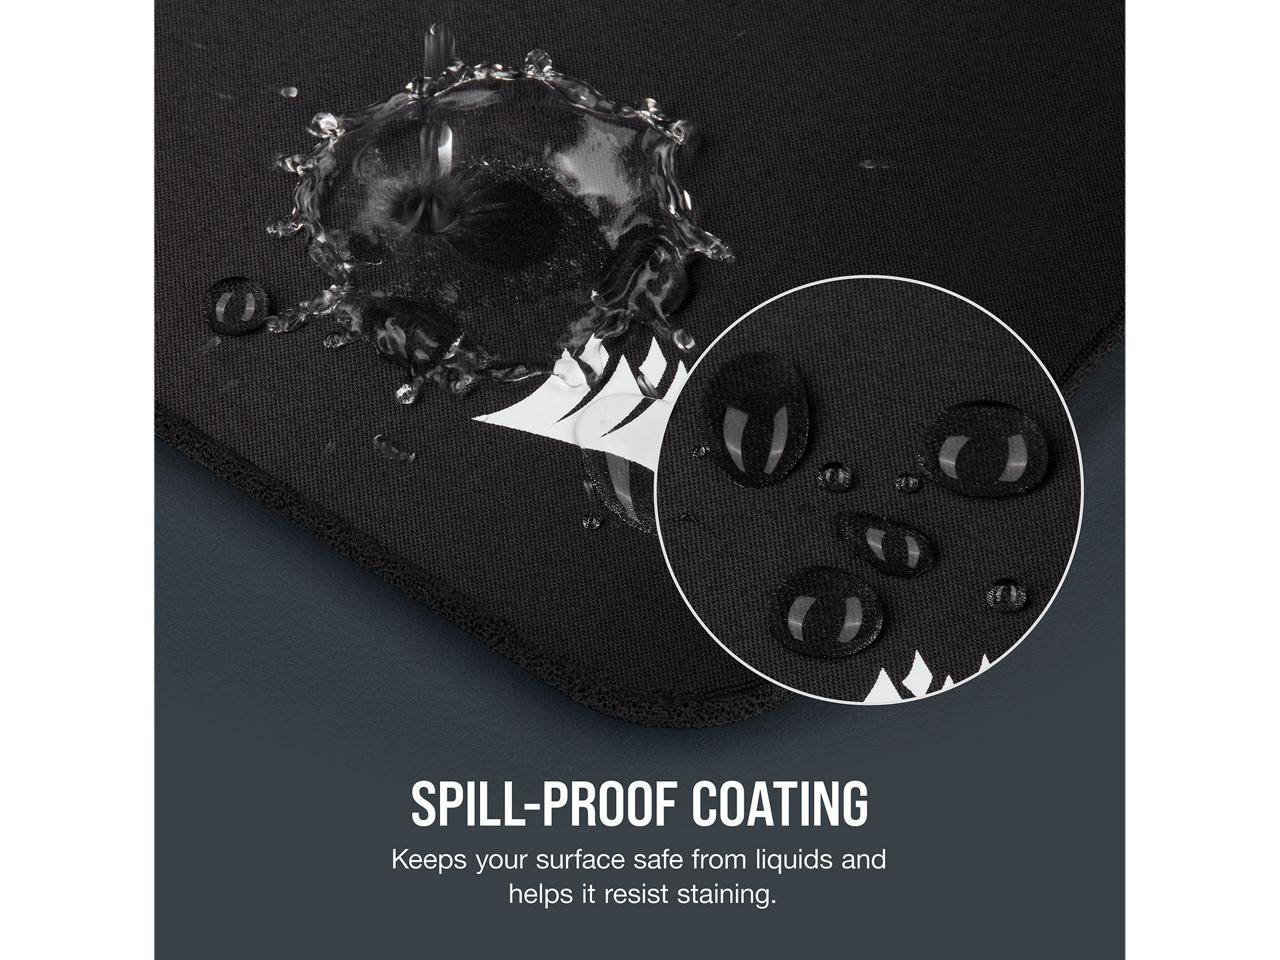 SPILL-PROOF COATING
Keeps your surface safe from liquids and
helps it resist staining.